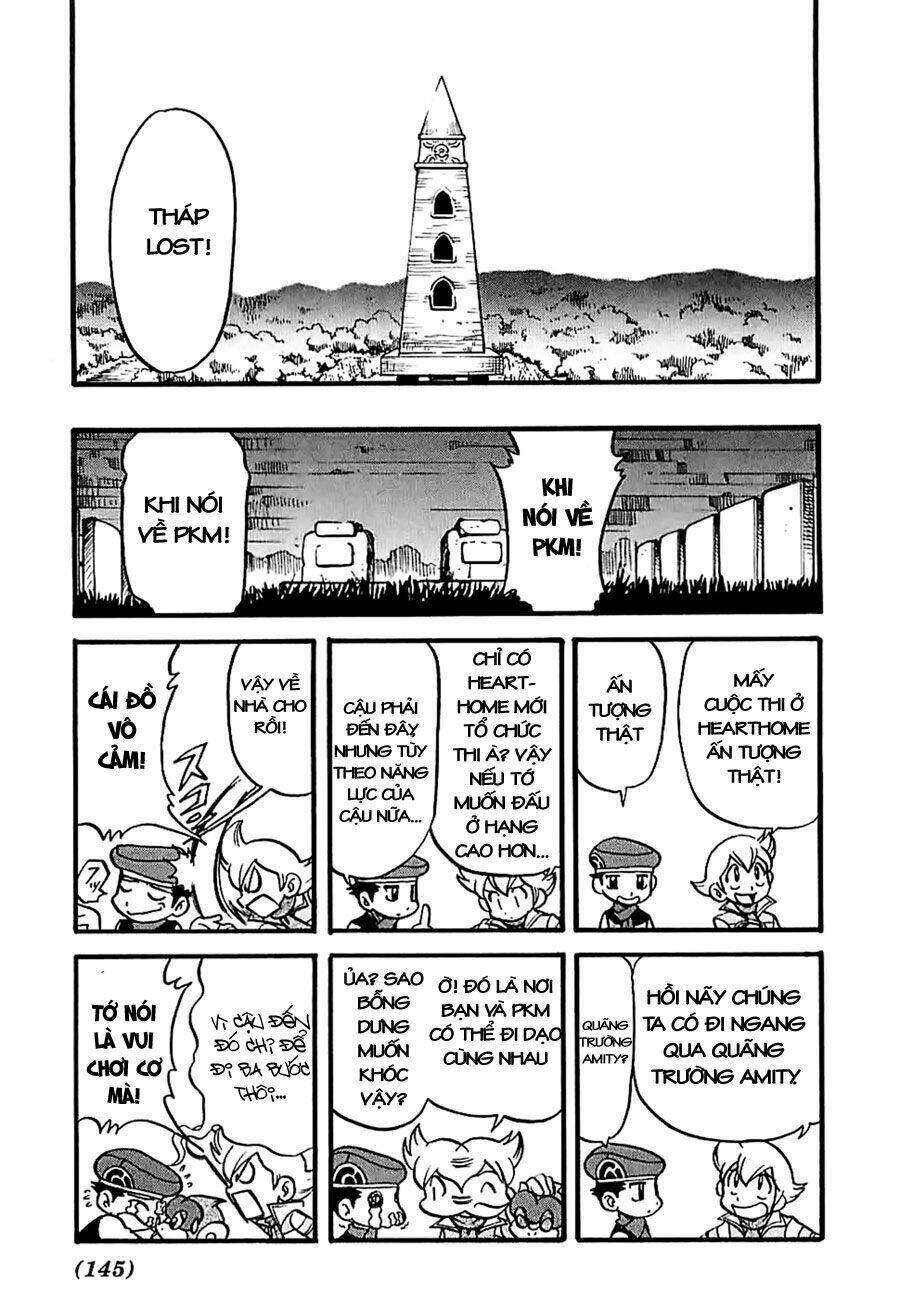 THÁP
LOST!
KHI
NÓI VỀ
PKM!
KHI NÓI
VỀ PKM!
MẤY
CUỘC THI Ở
HEARTHOME
ẤN TƯỢNG
THẬT!
ẤN
TƯỢNG
THẬT
CHỈ CÓ
HEART-
HOME MỚI
TỔ CHỨC
THI À? VẬY
NẾU TỚ
MUỐN ĐẤU
Ở HẠNG
CAO HƠN...
CẬU PHẢI
ĐẾN ĐÂY,
NHƯNG TÙY
THEO NĂNG
LỰC CỦA
CẬU NỮA...
VẬY VỀ
NHÀ CHO
RỒI!
CÁI ĐỒ
VÔ
CẢM!
HỒI NÃY CHÚNG
TA CÓ ĐI NGANG
QUA QUÃNG
TRƯỜNG AMITY.
QUÃNG
TRƯỜNG
AMITY?
Ờ! ĐÓ LÀ NƠI
BẠN VÀ PKM
CÓ THỂ ĐI DẠO
CÙNG NHAU
ỦA? SAO
BỖNG
DƯNG
MUỐN
KHÓC
VẬY?
VÌ CẬU ĐẾN
ĐÓ CHỈ ĐỂ
ĐI BA BƯỚC
THÔI...
TỚ NÓI
LÀ VUI
CHƠI CƠ
MÀ!
(145)